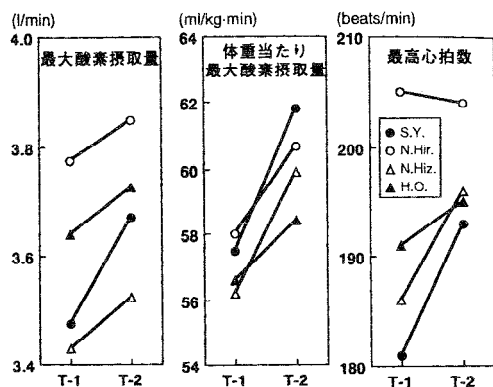 (l/min)
4.0
最大酸素摂取量
3.8
3.6
3.4
T-1 T-2
(ml/kg·min)
64
体重当たり
最大酸素摂取量
62
60
58
56
54
T-1 T-2
(beats/min)
210
最高心拍数
196
191
180
S.Y.
N.Hir.
N.Hiz.
H.O.
T-1 T-2